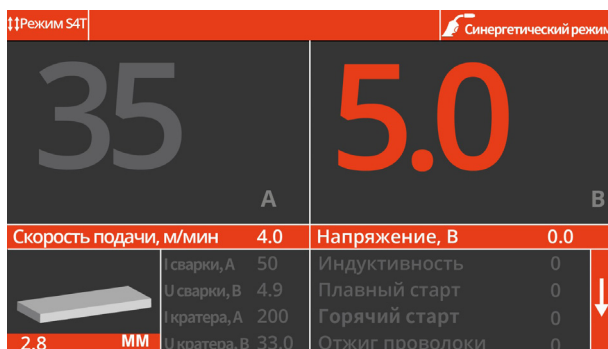 Режим S4T
Синергетический режим
35
A
5.0
В
Скорость подачи, м/мин 4.0
Напряжение, В 0.0
I сварки, А 50
U сварки, В 4.9
I кратера, А 200
U кратера, В 33.0
2.8 ММ
Индуктивность 0
Плавный старт 0
Горячий старт 0
Отжиг проволоки 0